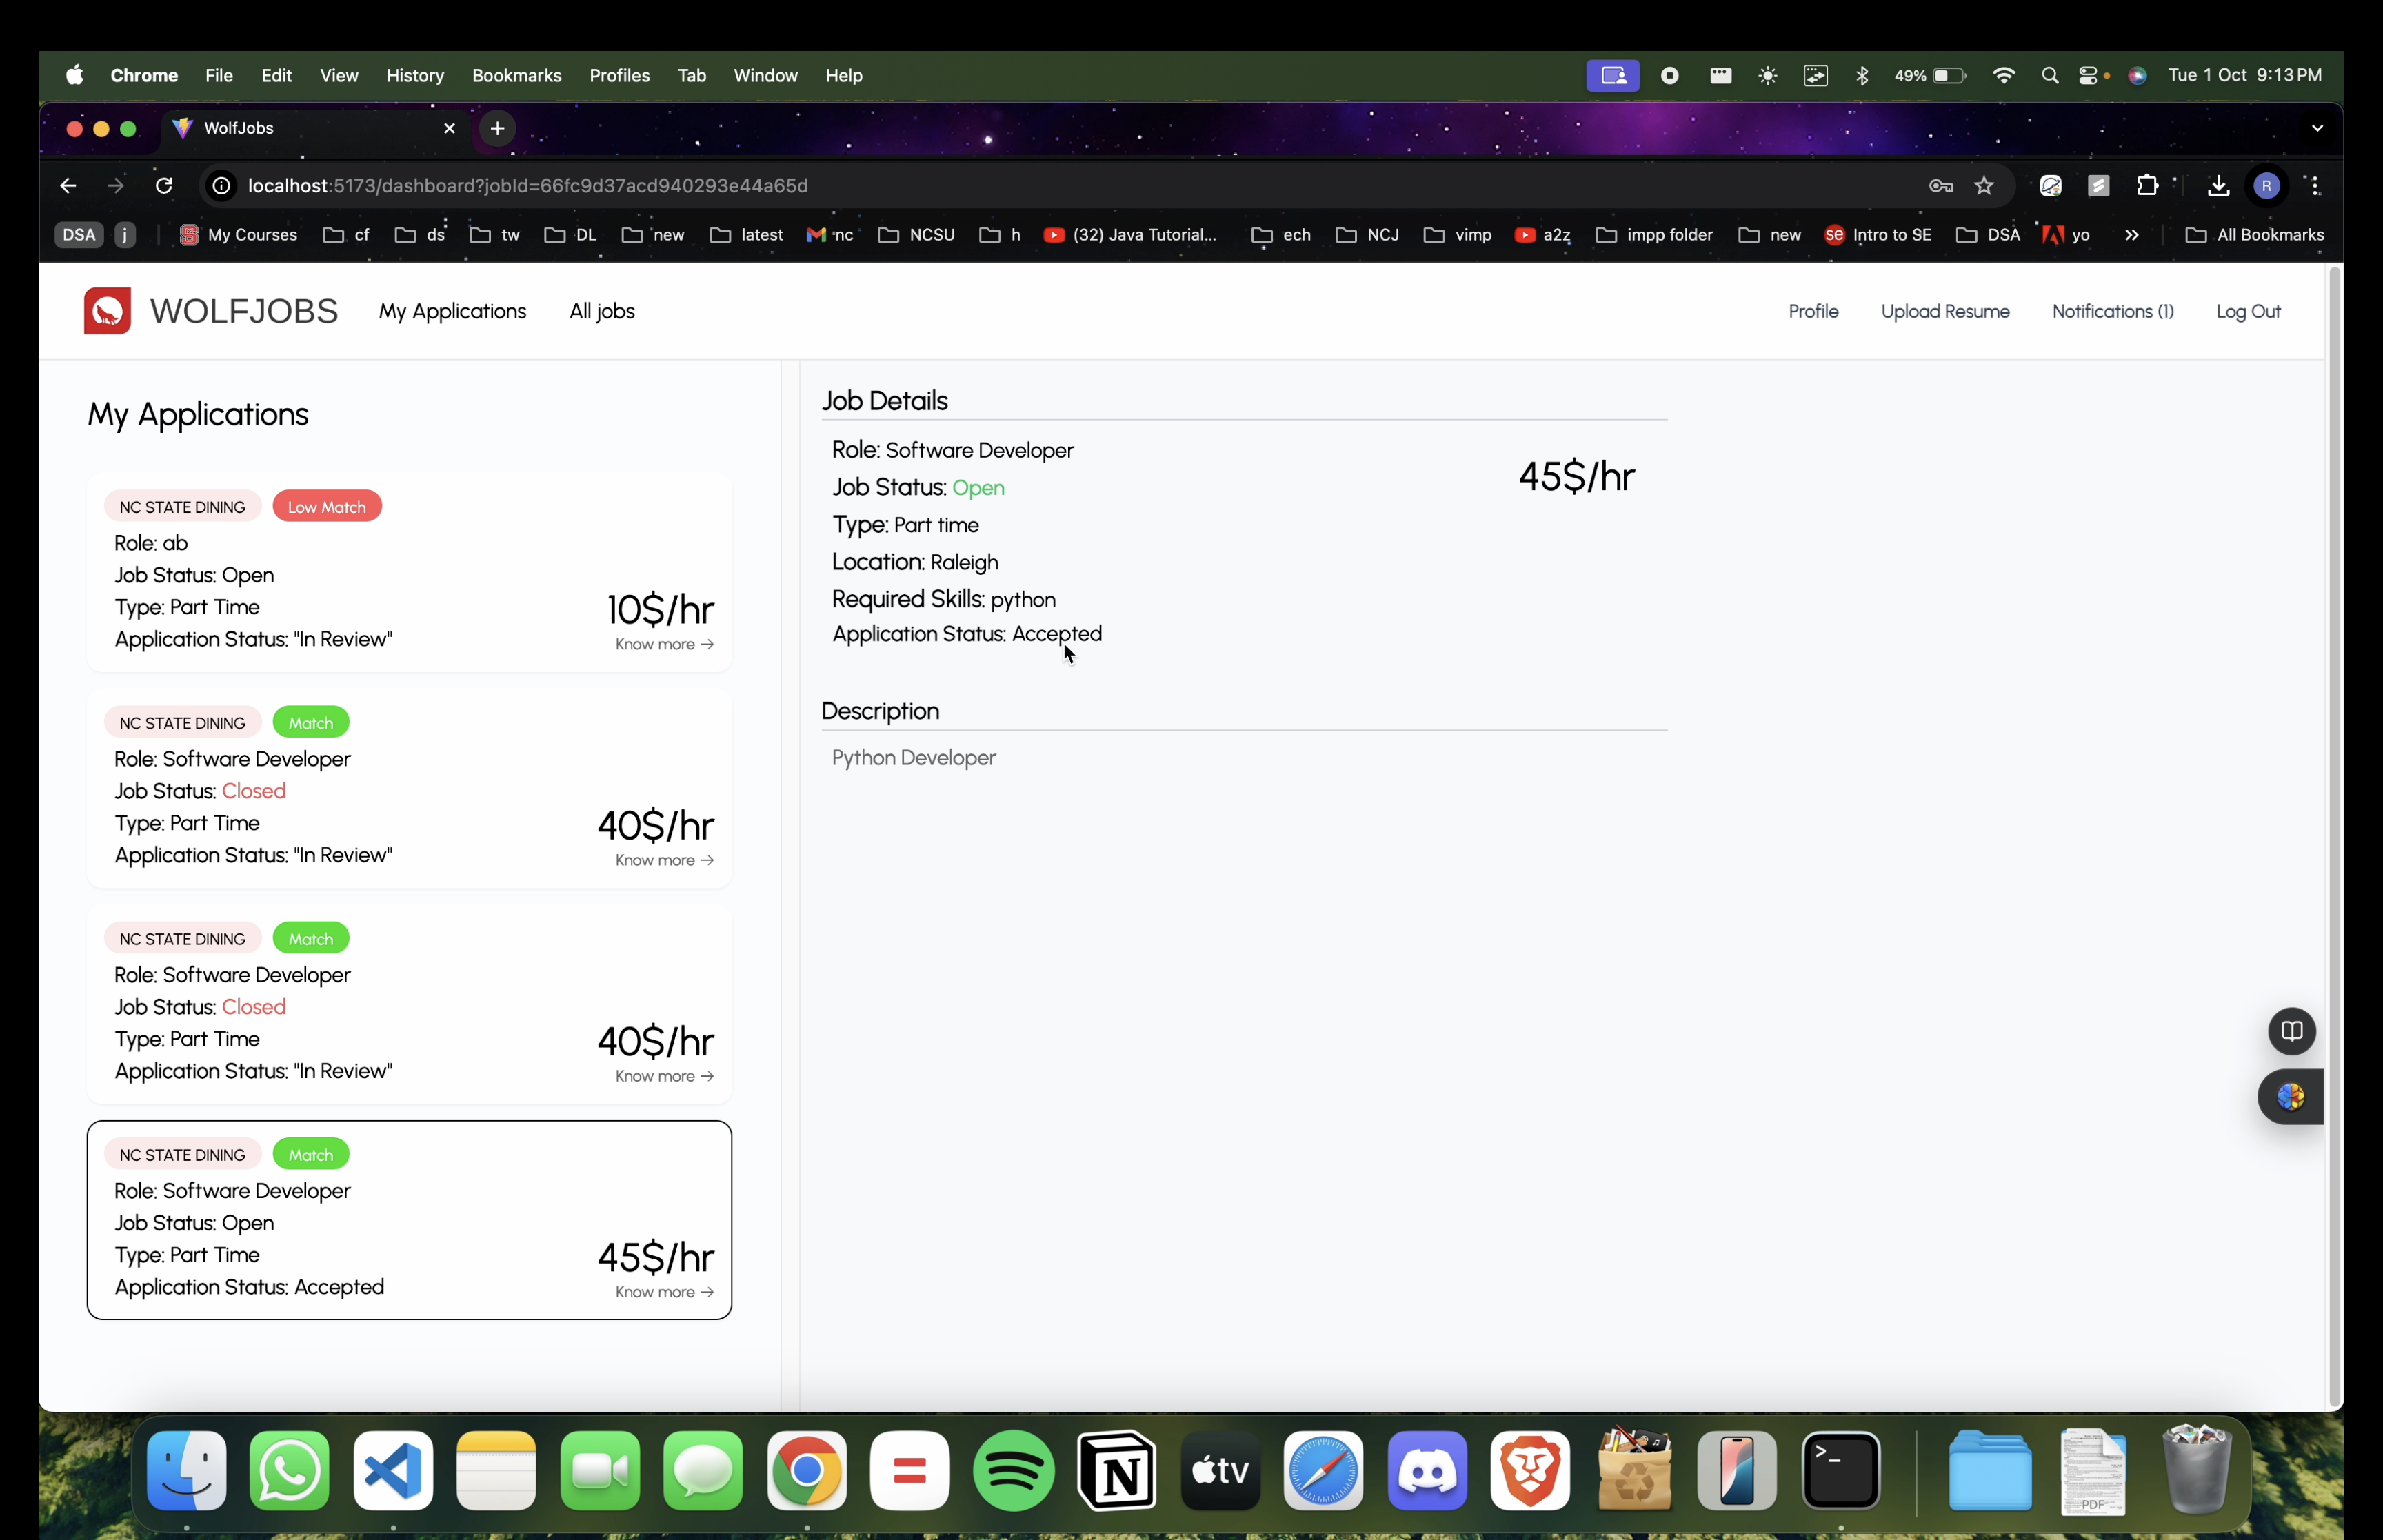 Chrome File Edit View History Bookmarks Profiles Tab Window Help 49% Tue 1 Oct 9:13 PM
WolfJobs
localhost:5173/dashboard?jobId=66fc9d37acd940293e44a65d R
DSA j My Courses cf ds tw DL new latest nc NCSU h (32) Java Tutorial... ech NCJ vimp a2z impp folder new se Intro to SE DSA yo All Bookmarks
WOLFJOBS My Applications All jobs Profile Upload Resume Notifications (1) Log Out
My Applications
NC STATE DINING Low Match
Role: ab
Job Status: Open
Type: Part Time
Application Status: "In Review"
10$/hr
Know more →
NC STATE DINING Match
Role: Software Developer
Job Status: Closed
Type: Part Time
Application Status: "In Review"
40$/hr
Know more →
NC STATE DINING Match
Role: Software Developer
Job Status: Closed
Type: Part Time
Application Status: "In Review"
40$/hr
Know more →
NC STATE DINING Match
Role: Software Developer
Job Status: Open
Type: Part Time
Application Status: Accepted
45$/hr
Know more →
Job Details
Role: Software Developer
Job Status: Open
Type: Part time
Location: Raleigh
Required Skills: python
Application Status: Accepted
45$/hr
Description
Python Developer
N tv >_ PDF